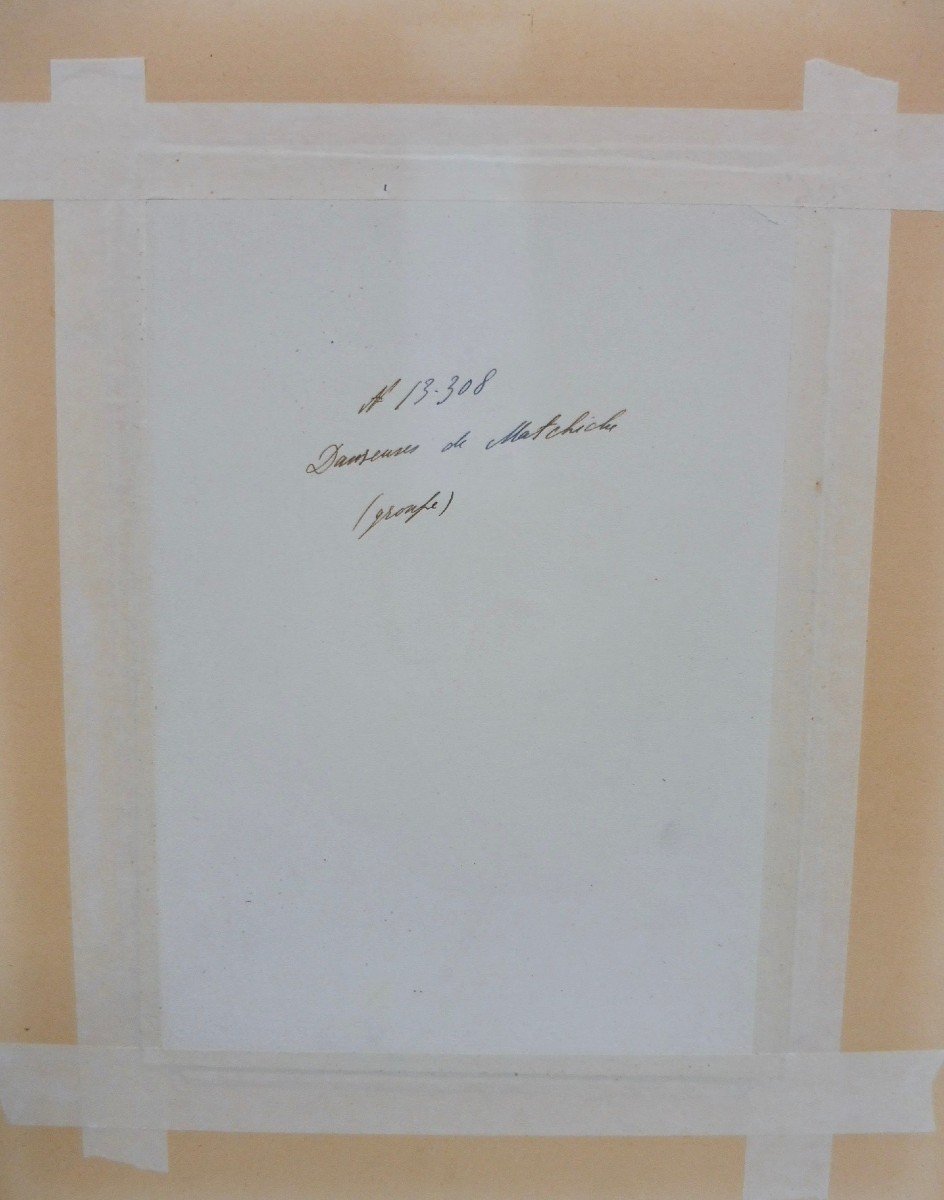 N 13-308
Danseuses de Matchiche
(groupe)